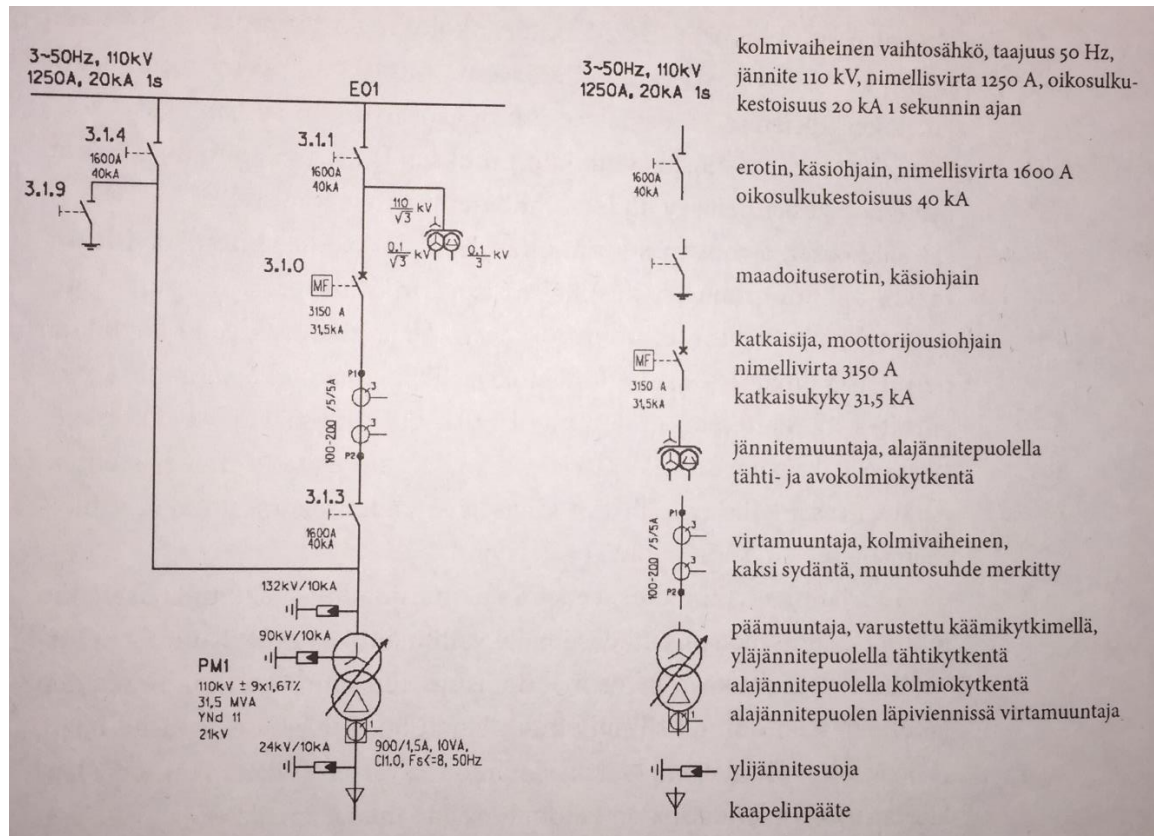 3~50Hz, 110kV
1250A, 20kA 1s
E01
3.1.4
1600A
40kA
3.1.9
3.1.1
1600A
40kA
110
√3 kV
0,1
√3 kV
0,1
3 kV
3.1.0
MF
3150 A
31,5kA
P1
3
3
100-200 /5/5A
P2
3.1.3
1600A
40kA
132kV/10kA
90kV/10kA
PM1
110kV ± 9x1,67%
31,5 MVA
YNd 11
21kV
1
24kV/10kA
900/1,5A, 10VA,
Cl1.0, Fs<=8, 50Hz
3~50Hz, 110kV
1250A, 20kA 1s
kolmivaiheinen vaihtosähkö, taajuus 50 Hz,
jännite 110 kV, nimellisvirta 1250 A, oikosulku-
kestoisuus 20 kA 1 sekunnin ajan
1600A
40kA
erotin, käsiohjain, nimellisvirta 1600 A
oikosulkukestoisuus 40 kA
maadoituserotin, käsiohjain
MF
3150 A
31,5kA
katkaisija, moottorijousiohjain
nimellivirta 3150 A
katkaisukyky 31,5 kA
jännitemuuntaja, alajännitepuolella
tähti- ja avokolmiokytkentä
P1
3
3
100-200 /5/5A
P2
virtamuuntaja, kolmivaiheinen,
kaksi sydäntä, muuntosuhde merkitty
päämuuntaja, varustettu käämikytkimellä,
yläjännitepuolella tähtikytkentä
alajännitepuolella kolmiokytkentä
alajännitepuolen läpiviennissä virtamuuntaja
1
ylijännitesuoja
kaapelinpääte